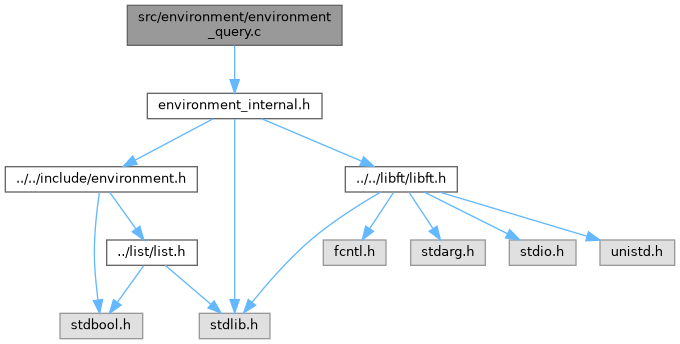 src/environment/environment
_query.c
environment_internal.h
../../include/environment.h
../../libft/libft.h
../list/list.h
fcntl.h
stdarg.h
stdio.h
unistd.h
stdbool.h
stdlib.h